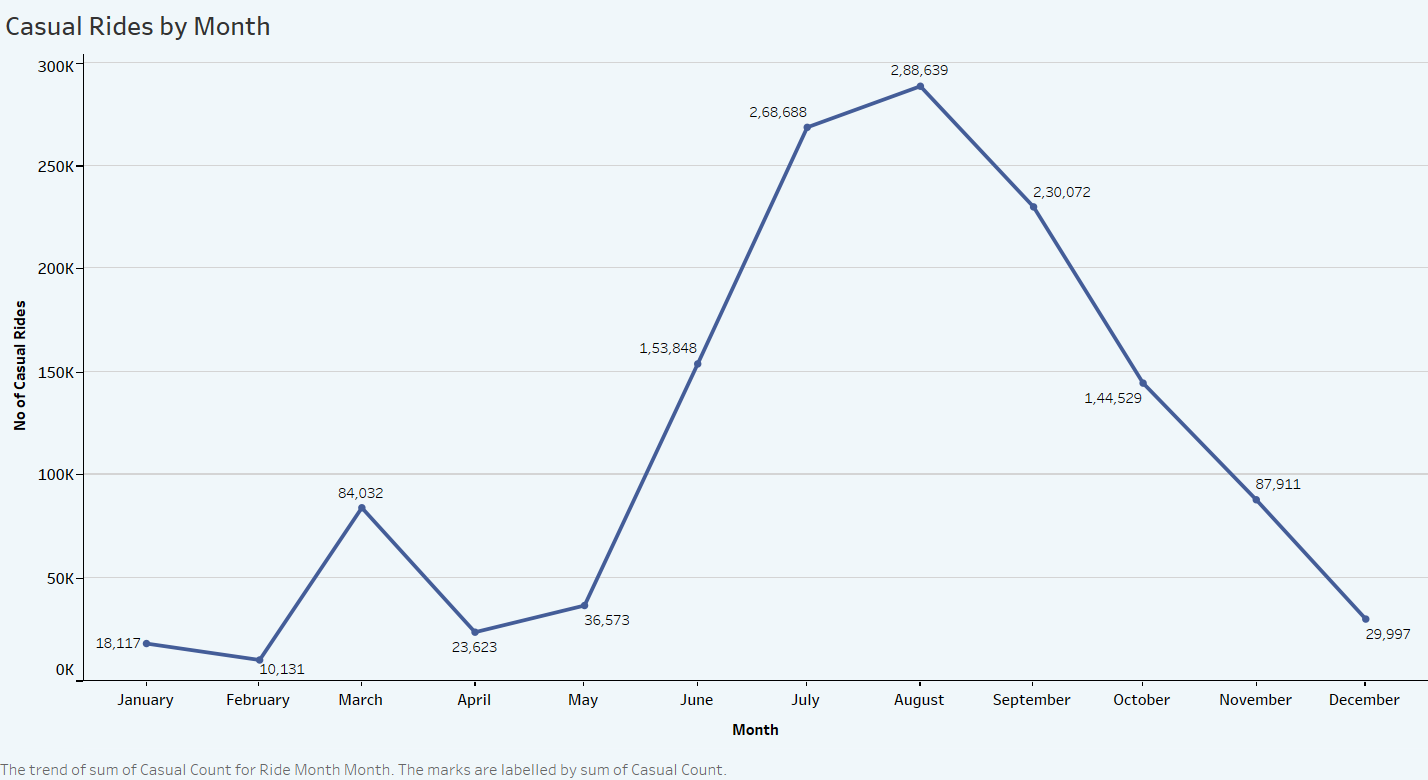 Casual Rides by Month
300K
250K
200K
150K
100K
50K
0K
No of Casual Rides
18,117
10,131
84,032
23,623
36,573
1,53,848
2,68,688
2,88,639
2,30,072
1,44,529
87,911
29,997
January February March April May June July August September October November December
Month
The trend of sum of Casual Count for Ride Month Month. The marks are labelled by sum of Casual Count.